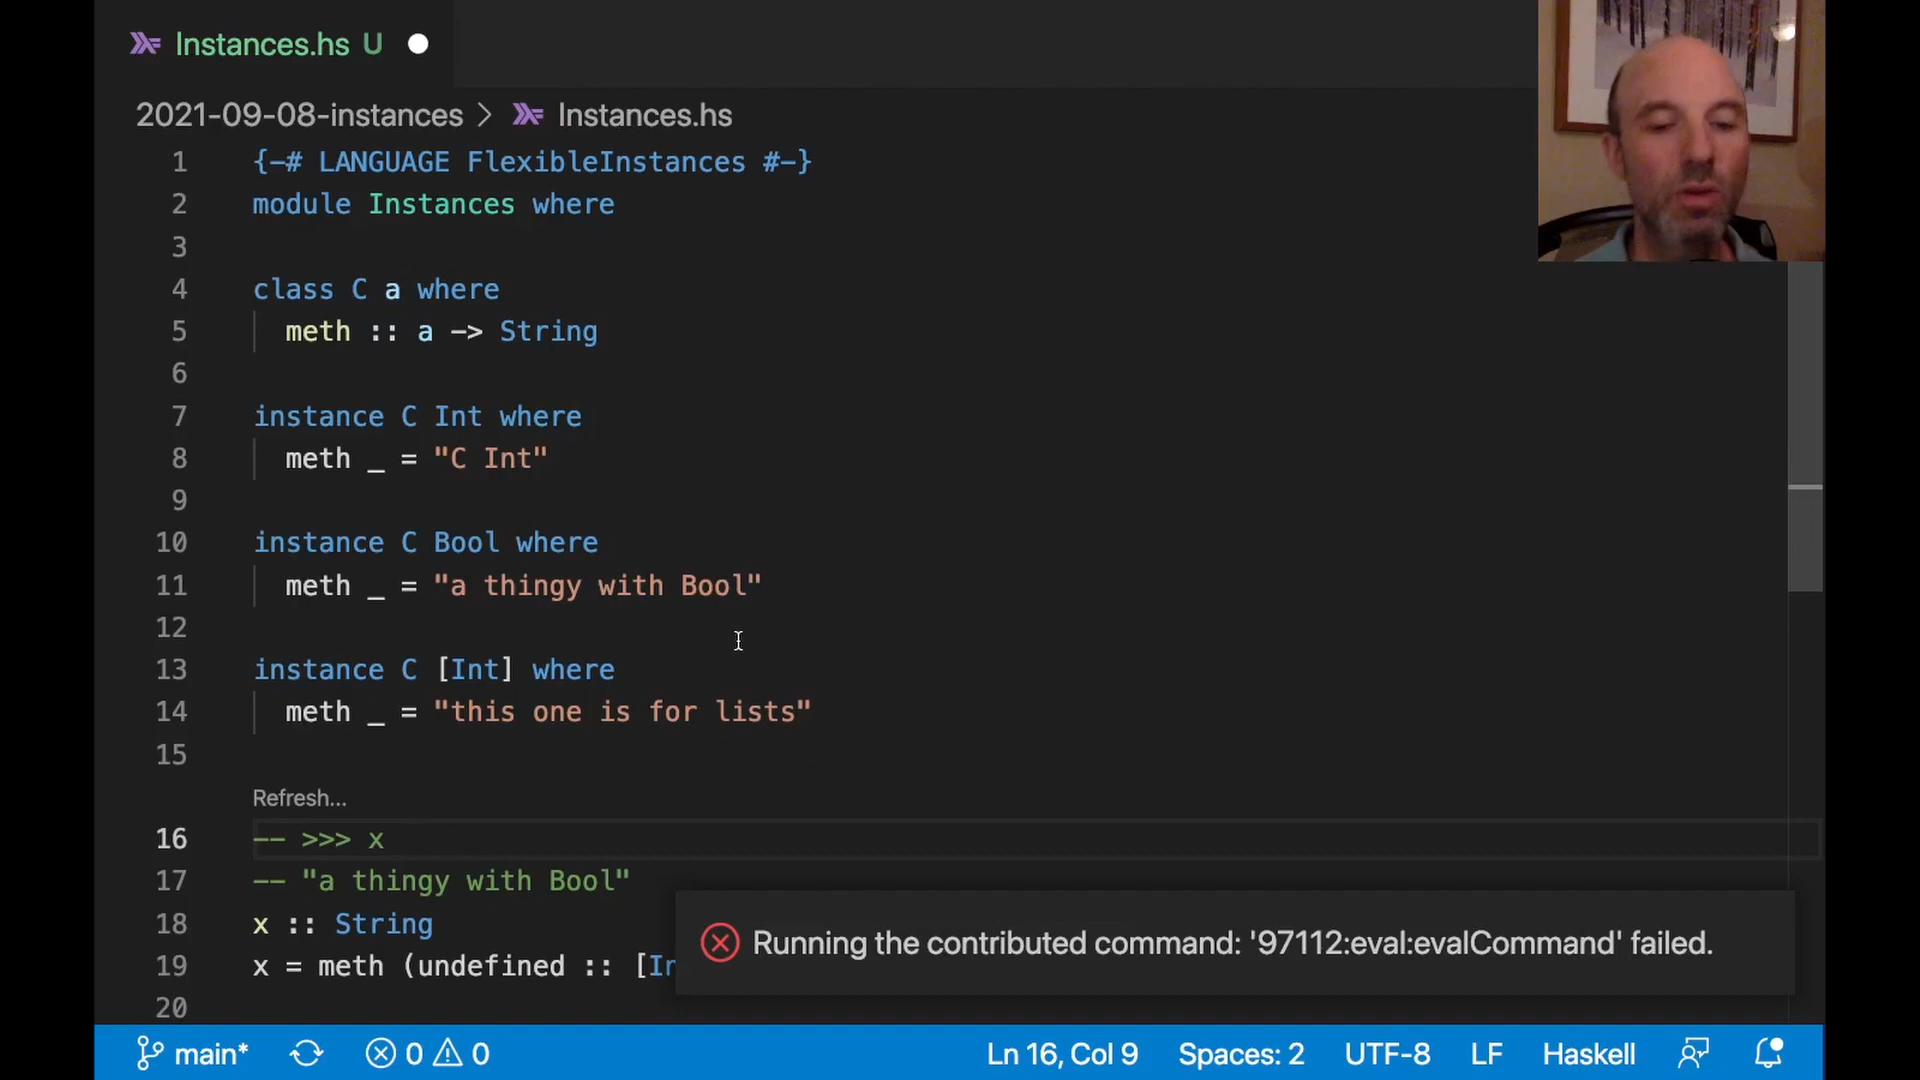 Instances.hs U
2021-09-08-instances > Instances.hs
1 {-# LANGUAGE FlexibleInstances #-}
2 module Instances where
3
4 class C a where
5 meth :: a -> String
6
7 instance C Int where
8 meth _ = "C Int"
9
10 instance C Bool where
11 meth _ = "a thingy with Bool"
12
13 instance C [Int] where
14 meth _ = "this one is for lists"
15
Refresh...
16 -- >>> x
17 -- "a thingy with Bool"
18 x :: String
19 x = meth (undefined :: [In
Running the contributed command: '97112:eval:evalCommand' failed.
20
main* 0 0 Ln 16, Col 9 Spaces: 2 UTF-8 LF Haskell